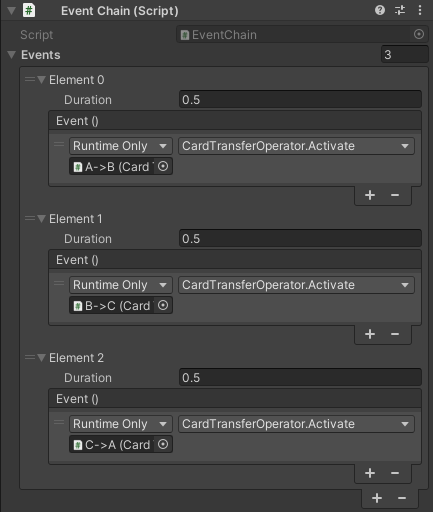 Event Chain (Script)
Script EventChain
Events 3
Element 0
Duration 0.5
Event ()
Runtime Only CardTransferOperator.Activate
A->B (Card
Element 1
Duration 0.5
Event ()
Runtime Only CardTransferOperator.Activate
B->C (Card
Element 2
Duration 0.5
Event ()
Runtime Only CardTransferOperator.Activate
C->A (Card